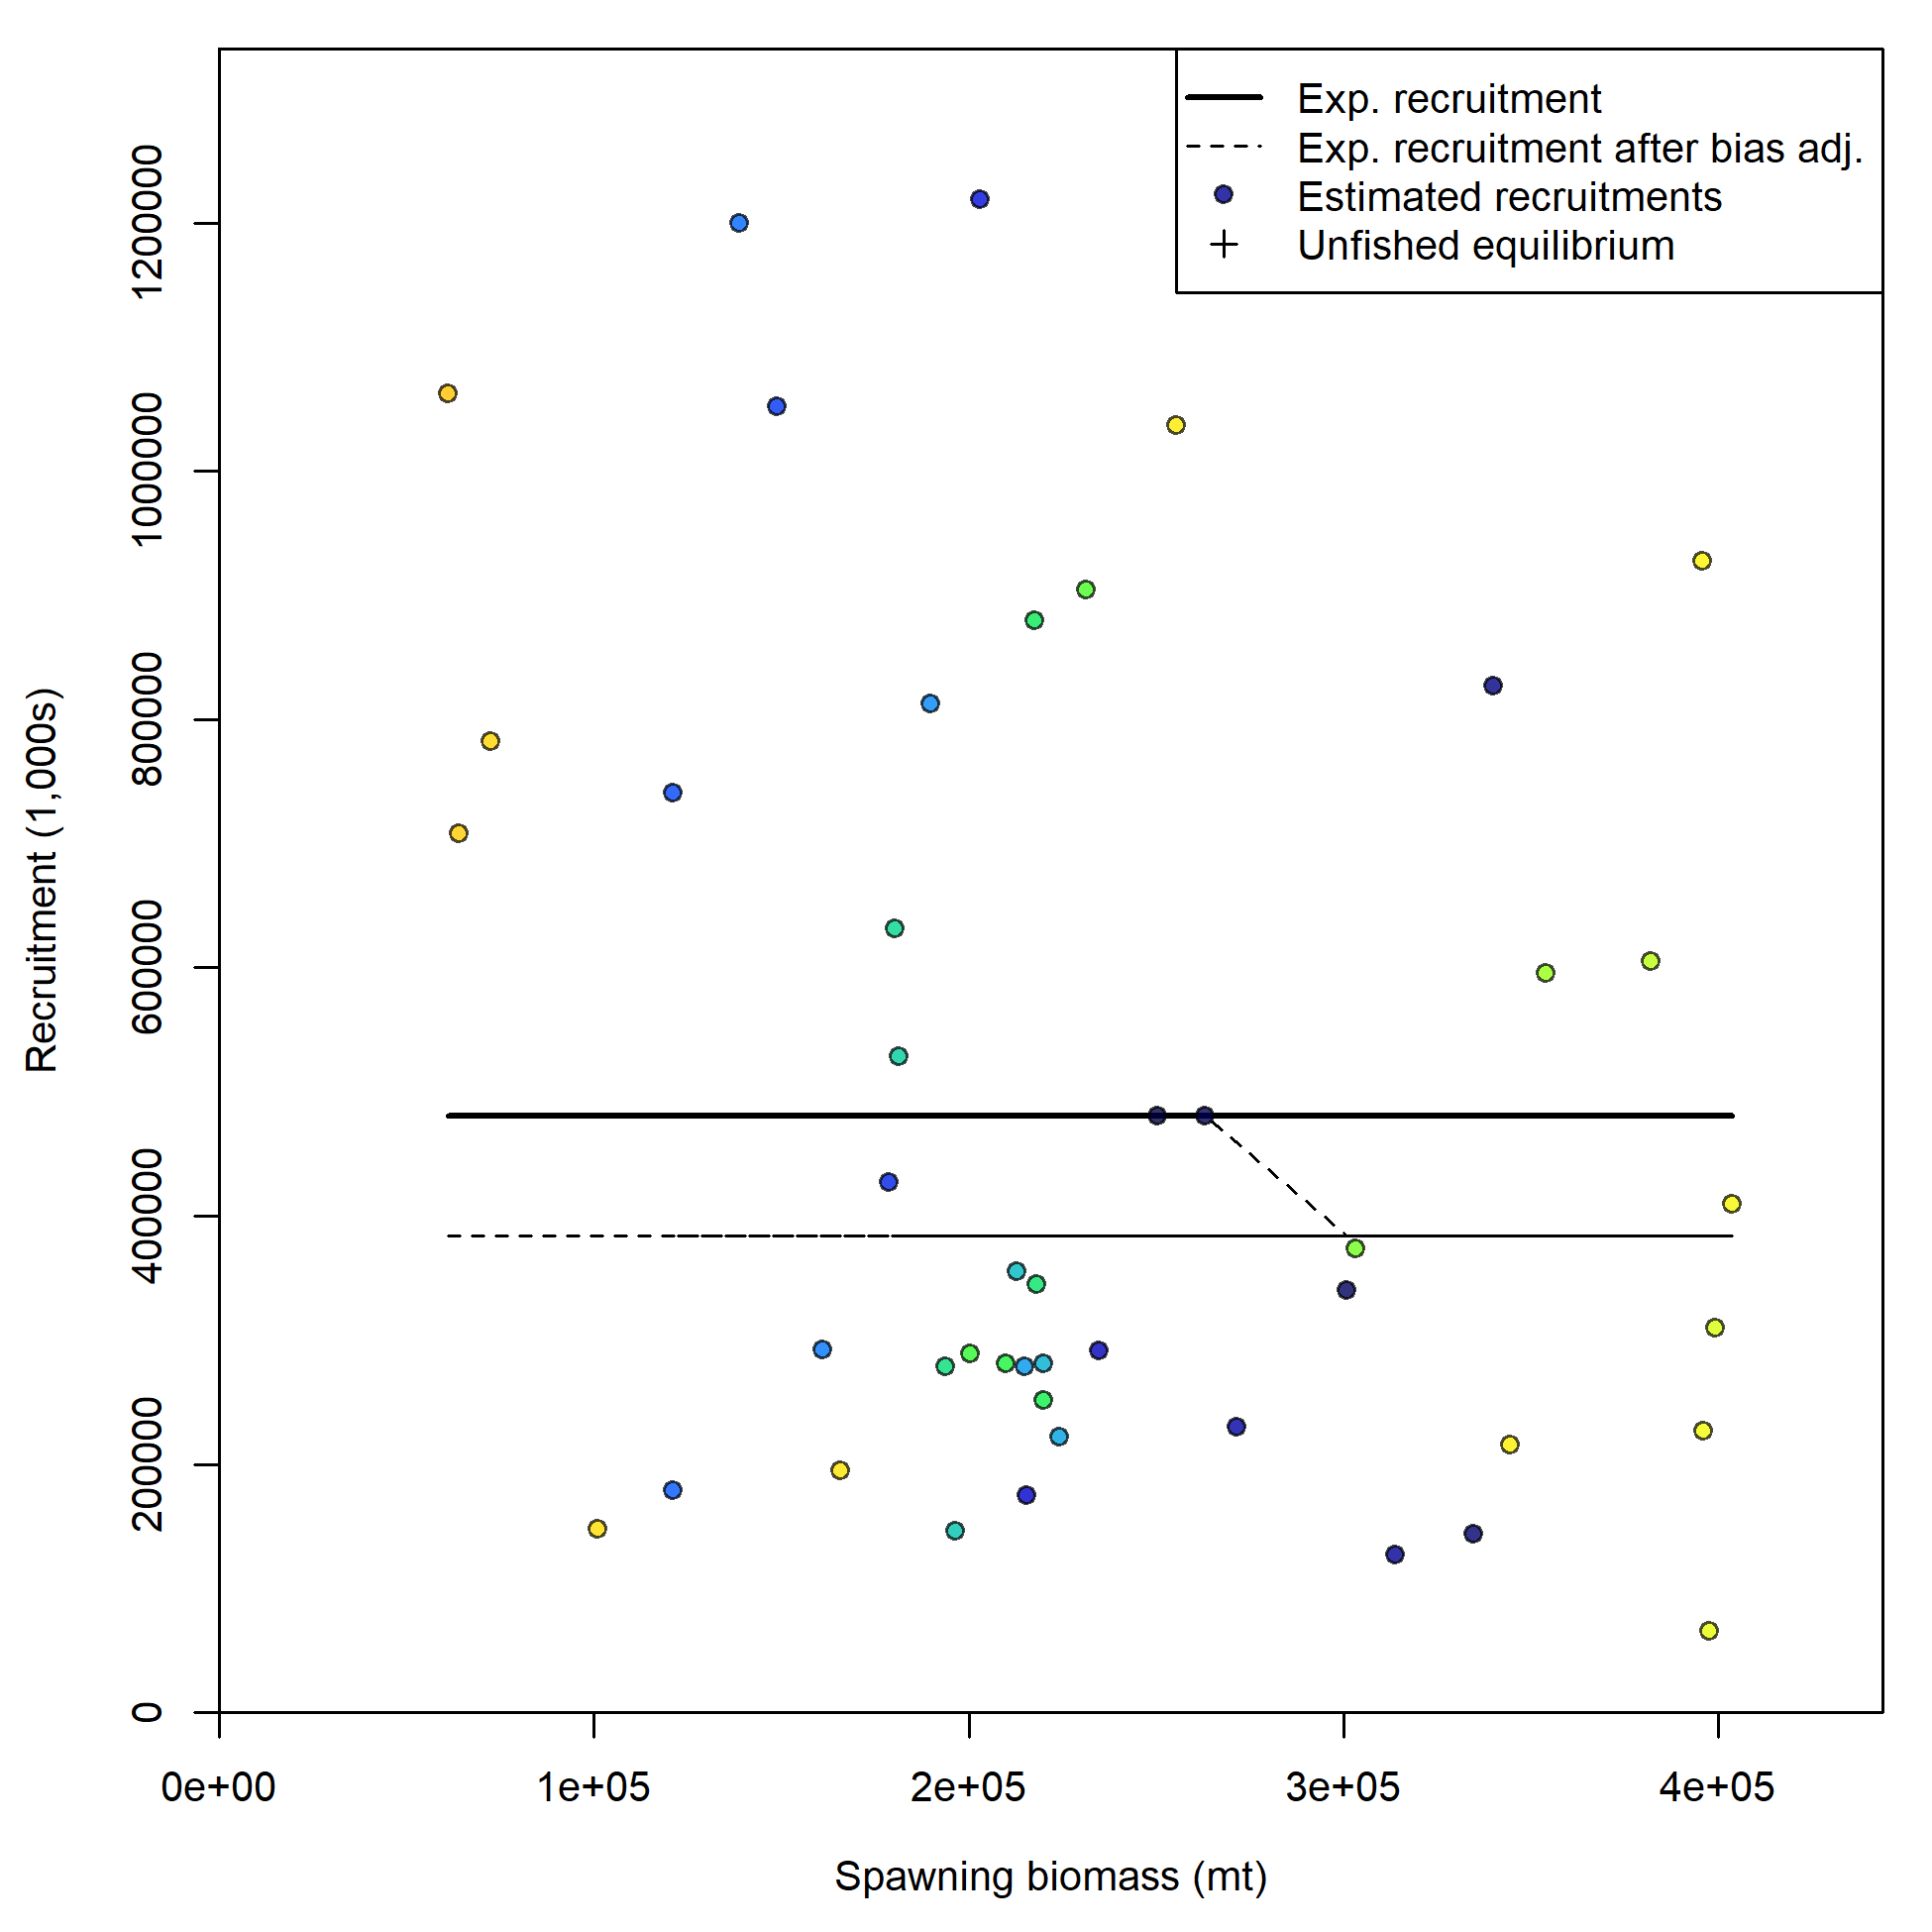 Exp. recruitment
Exp. recruitment after bias adj.
Estimated recruitments
Unfished equilibrium
Recruitment (1,000s)
1200000
1000000
800000
600000
400000
200000
0
0e+00 1e+05 2e+05 3e+05 4e+05
Spawning biomass (mt)